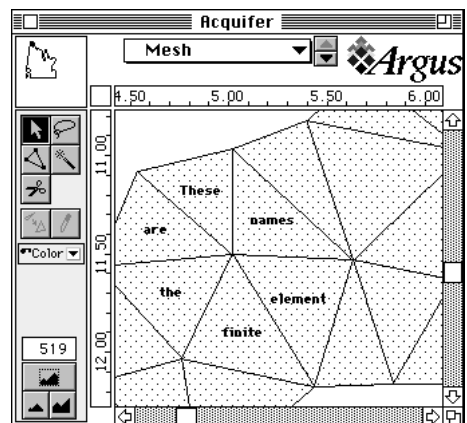 Acquifer
Mesh
Argus
4.50 5.00 5.50 6.00
11.00
These
names
are
11.50
Color
the
element
finite
519
12.00